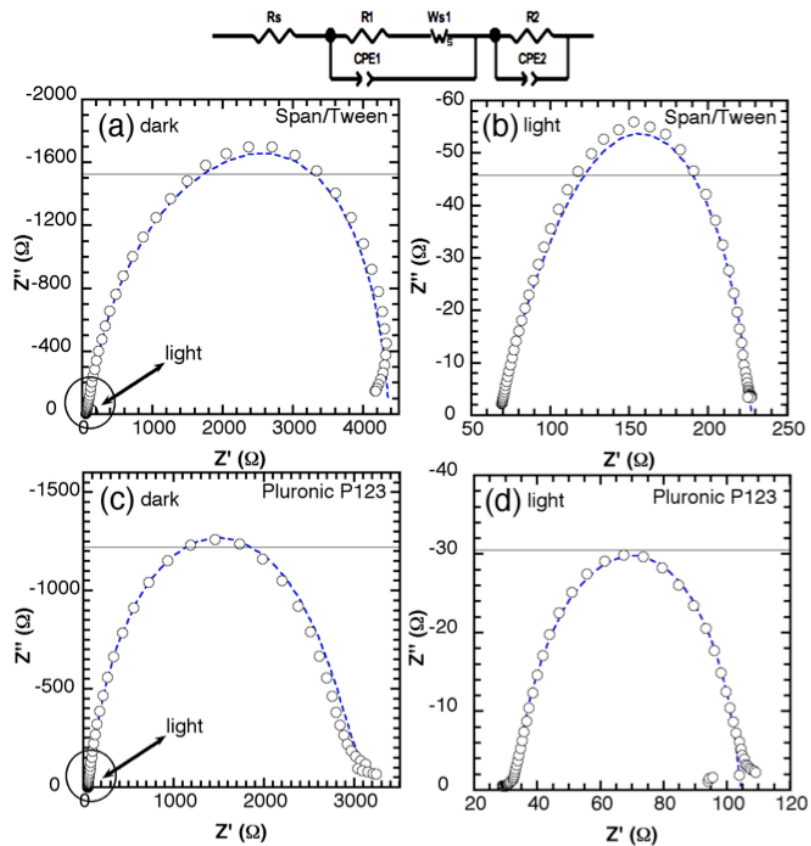 Rs R1 Ws1 R2
CPE1 CPE2
(a) dark Span/Tween
-2000
-1600
-1200
-800
-400
0
Z'' (Ω)
light
0 1000 2000 3000 4000
Z' (Ω)
(b) light Span/Tween
-60
-50
-40
-30
-20
-10
0
Z'' (Ω)
50 100 150 200 250
Z' (Ω)
(c) dark Pluronic P123
-1500
-1000
-500
0
Z'' (Ω)
light
0 1000 2000 3000
Z' (Ω)
(d) light Pluronic P123
-40
-30
-20
-10
0
Z'' (Ω)
20 40 60 80 100 120
Z' (Ω)